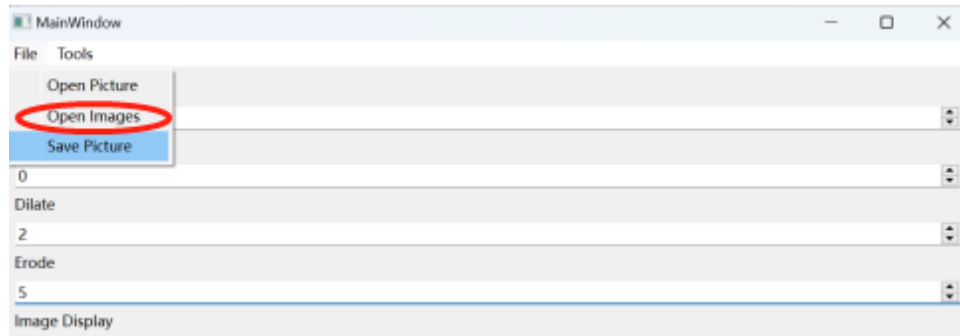 MainWindow
File Tools
Open Picture
Open Images
Save Picture
0
Dilate
2
Erode
5
Image Display